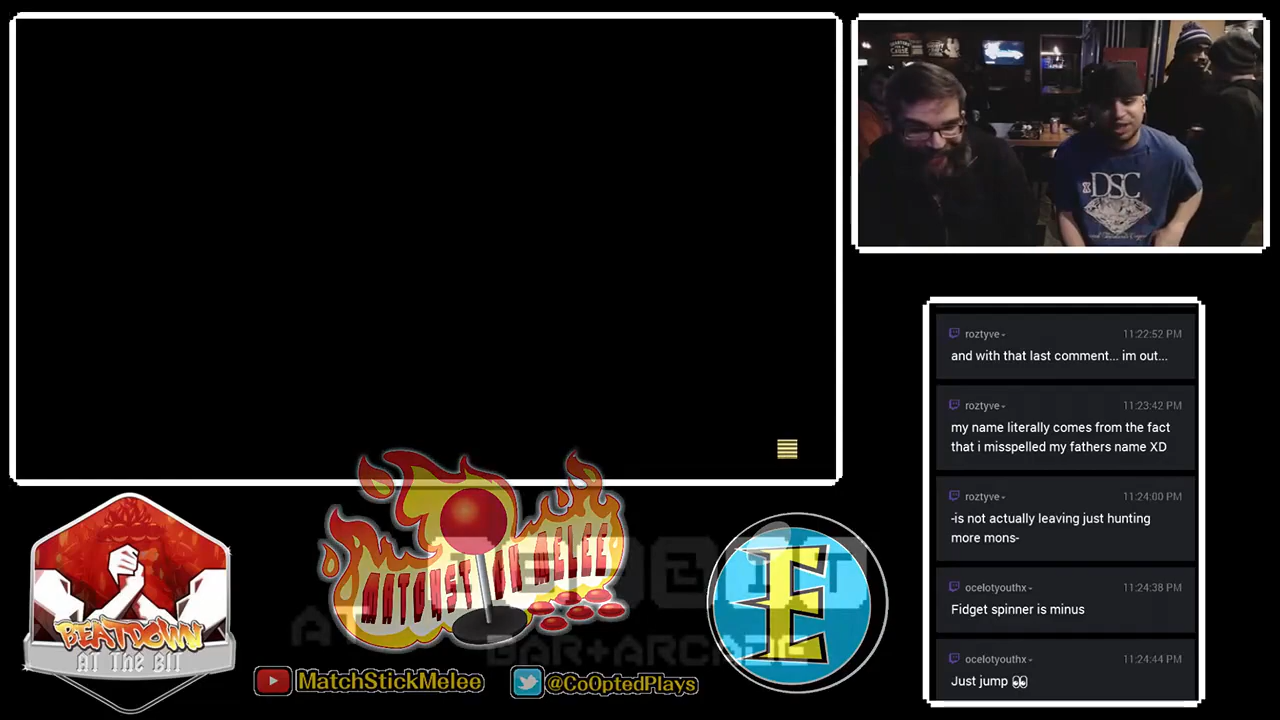 DSC
roztyve-
11:22:52 PM
and with that last comment... im out...
roztyve-
11:23:42 PM
my name literally comes from the fact
that i misspelled my fathers name XD
roztyve-
11:24:00 PM
-is not actually leaving just hunting
more mons-
ocelotyouthx-
11:24:38 PM
Fidget spinner is minus
ocelotyouthx-
11:24:44 PM
Just jump 👀
BEATDOWN
AT THE BIT
BAR+ARCADE
E
MatchStickMelee
@CoOptedPlays